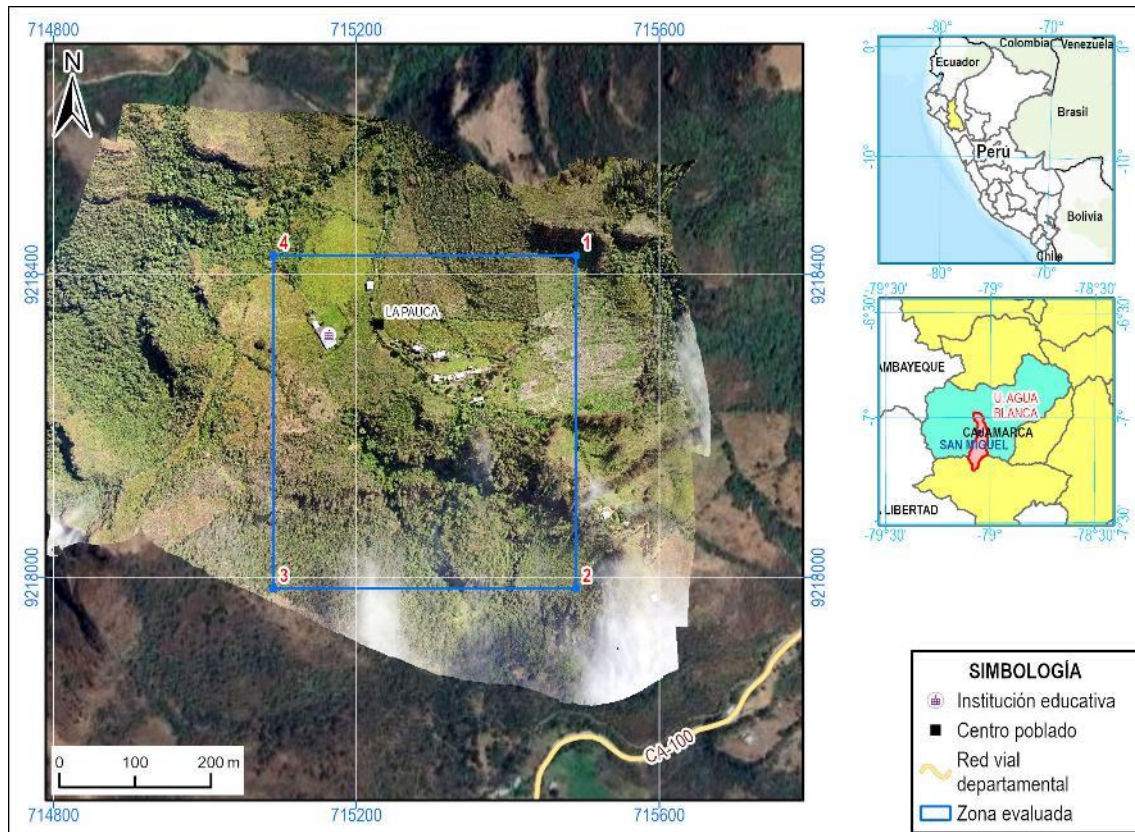 714800
715200
715600
N
9218400
9218400
4
1
LA PAUCA
9218000
9218000
3
2
CA-100
0
100
200 m
714800
715200
715600
-80°
-70°
0°
0°
Colombia
Venezuela
Ecuador
Brasil
Perú
-10°
-10°
Bolivia
Chile
-80°
-70°
-79°30'
-79°
-78°30'
-6°30'
-6°30'
AMBAYEQUE
U. AGUA
BLANCA
-7°
-7°
CAJAMARCA
SAN MIGUEL
A LIBERTAD
-7°30'
-7°30'
-79°30'
-79°
-78°30'
SIMBOLOGÍA
Institución educativa
Centro poblado
Red vial
departamental
Zona evaluada